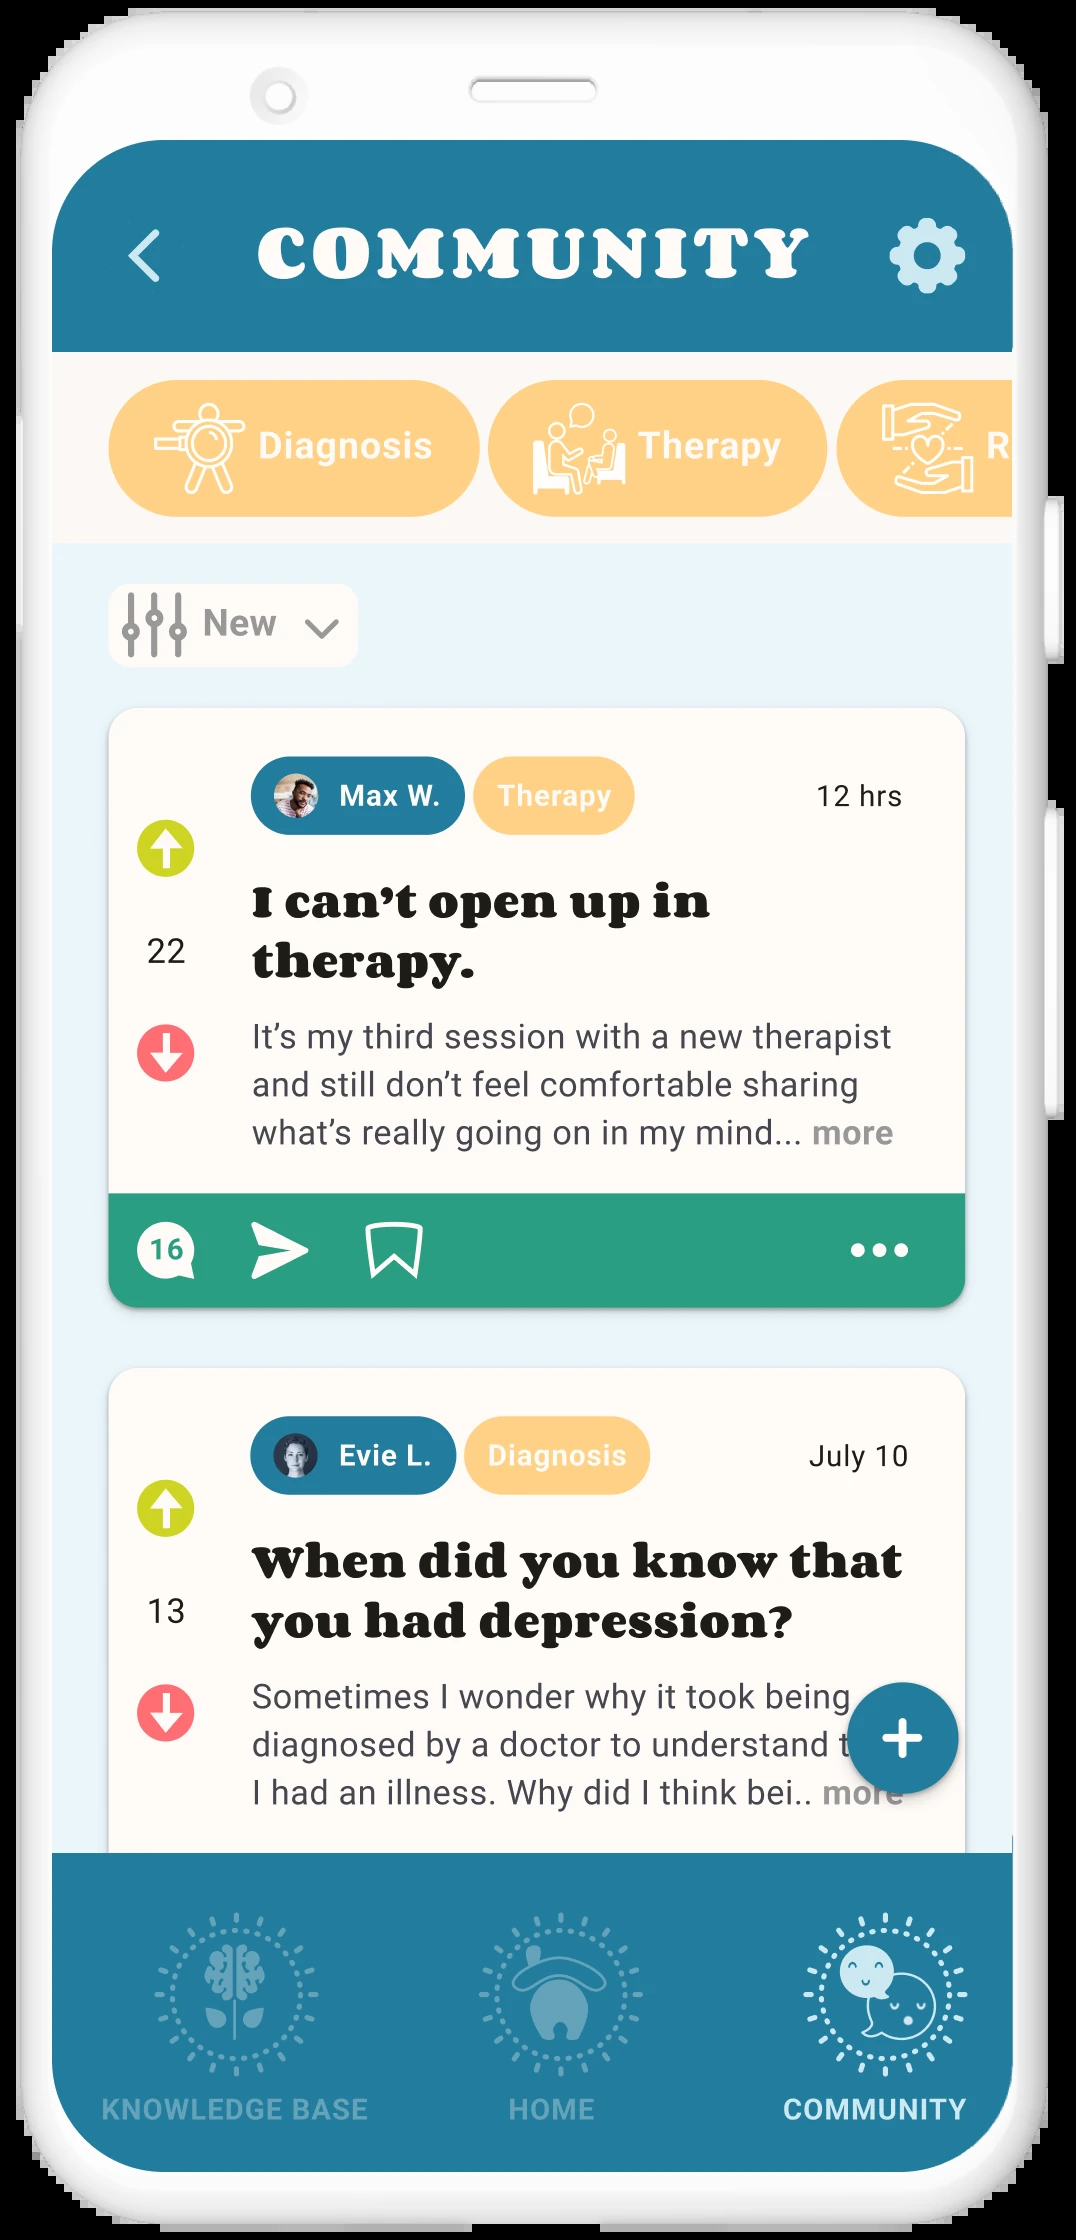 COMMUNITY
Diagnosis
Therapy
R
New
Max W.
Therapy
12 hrs
I can’t open up in
therapy.
22
It’s my third session with a new therapist
and still don’t feel comfortable sharing
what’s really going on in my mind... more
16
Evie L.
Diagnosis
July 10
When did you know that
you had depression?
13
Sometimes I wonder why it took being
diagnosed by a doctor to understand t
I had an illness. Why did I think bei.. more
KNOWLEDGE BASE
HOME
COMMUNITY